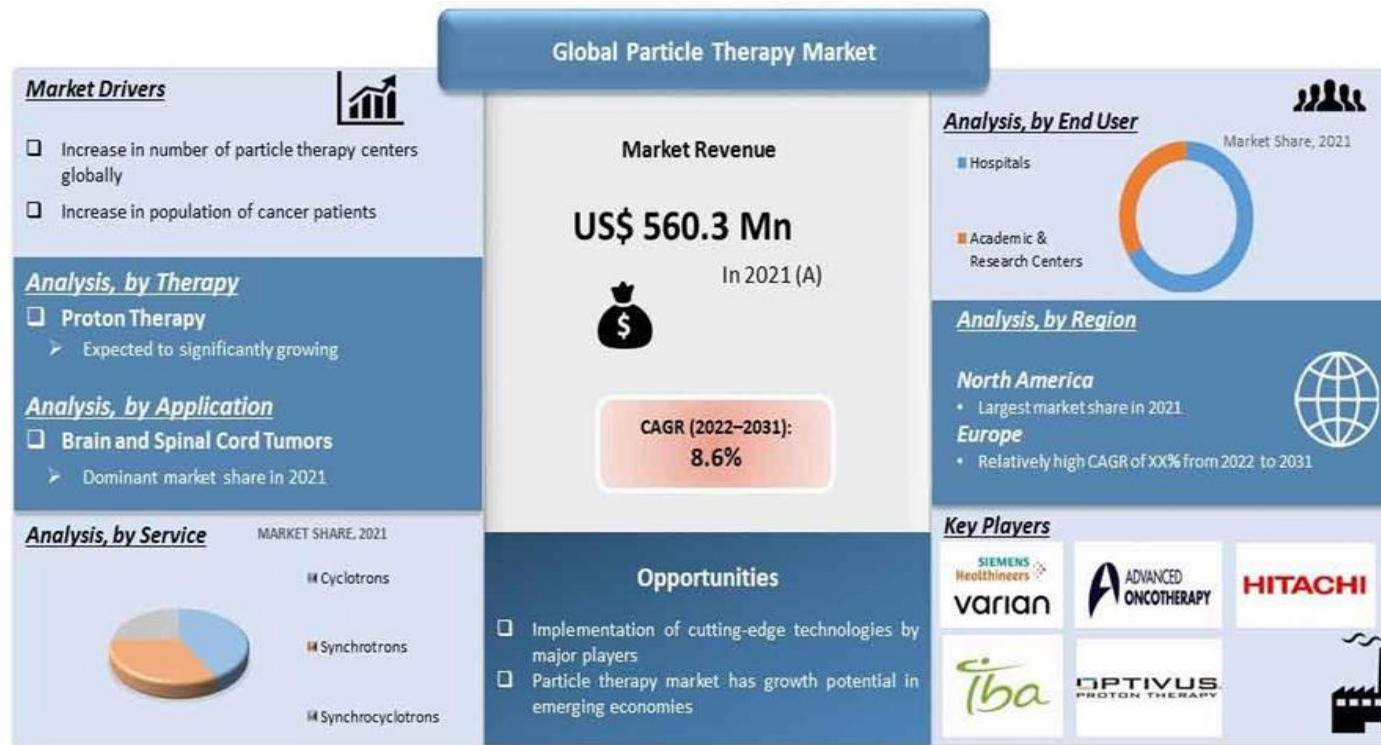 Global Particle Therapy Market
Market Drivers
Increase in number of particle therapy centers
globally
Increase in population of cancer patients
Analysis, by Therapy
Proton Therapy
Expected to significantly growing
Analysis, by Application
Brain and Spinal Cord Tumors
Dominant market share in 2021
Analysis, by Service
MARKET SHARE, 2021
Cyclotrons
Synchrotrons
Synchrocyclotrons
Market Revenue
US$ 560.3 Mn
In 2021 (A)
$
CAGR (2022–2031):
8.6%
Opportunities
Implementation of cutting-edge technologies by
major players
Particle therapy market has growth potential in
emerging economies
Analysis, by End User
Market Share, 2021
Hospitals
Academic &
Research Centers
Analysis, by Region
North America
• Largest market share in 2021
Europe
• Relatively high CAGR of XX% from 2022 to 2031
Key Players
SIEMENS
Healthineers
varian
ADVANCED
ONCOTHERAPY
HITACHI
iba
OPTIVUS
PROTON THERAPY